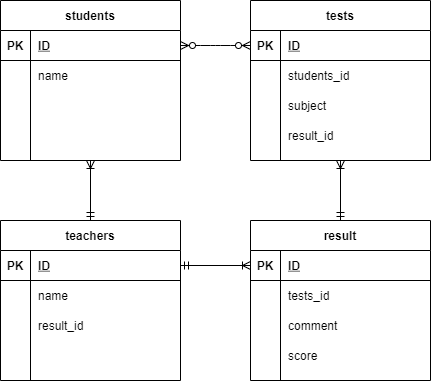 students
PK ID
name
tests
PK ID
students_id
subject
result_id
teachers
PK ID
name
result_id
result
PK ID
tests_id
comment
score